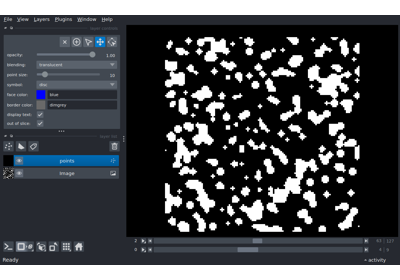 File View Layers Plugins Window Help
opacity: 1.00
blending: translucent
point size: 10
symbol: disc
face color: blue
border color: dimgrey
display text:
out of slice:
points
Image
2
0
Ready
activity